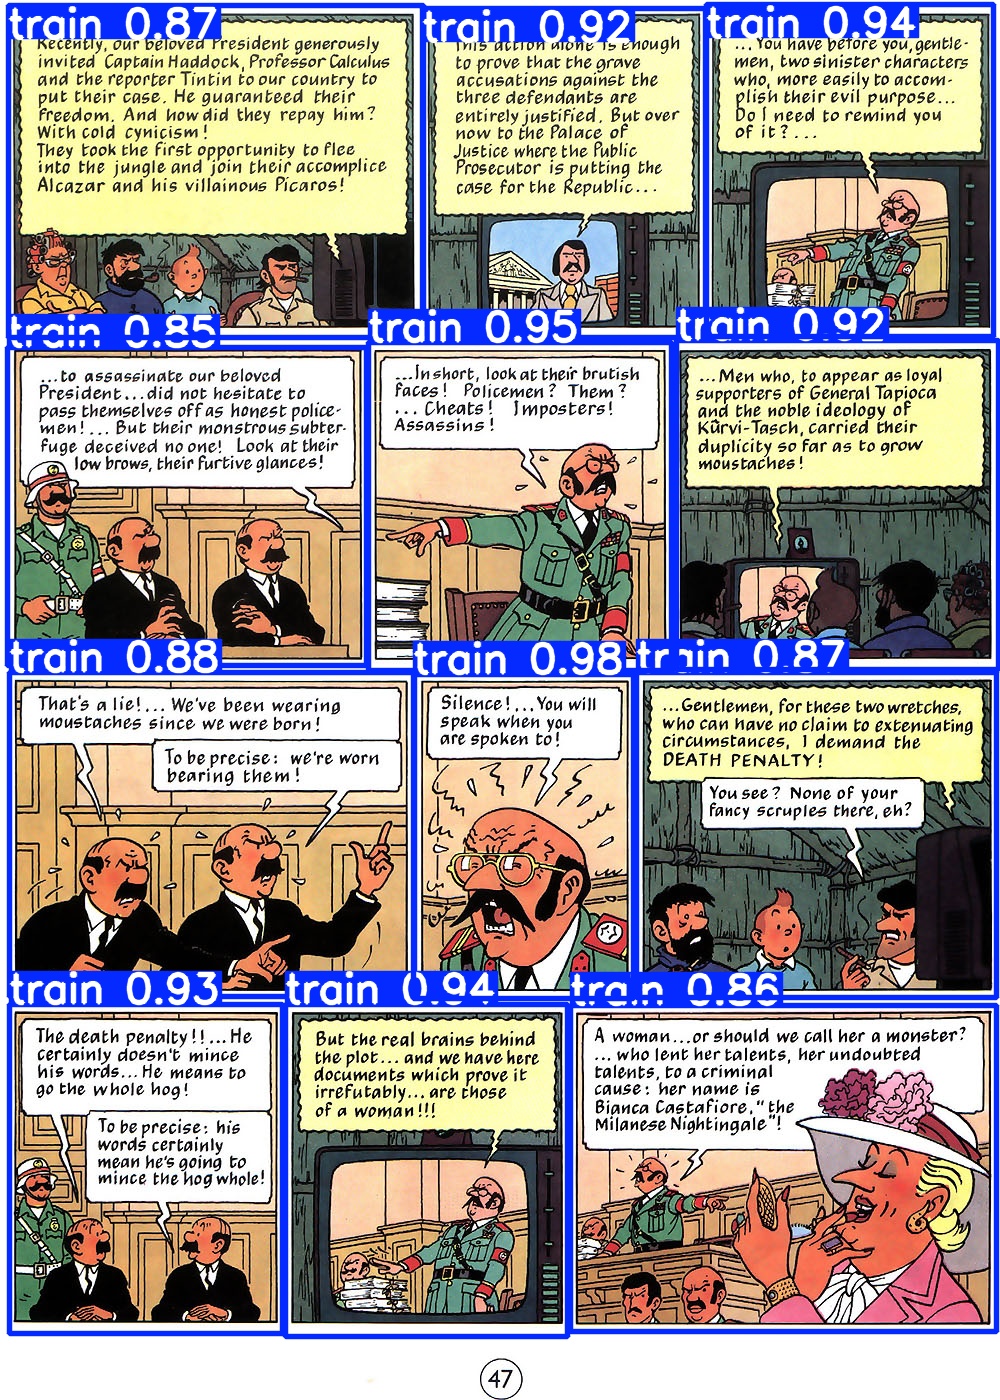 train 0.87
Recently, our beloved President generously
invited Captain Haddock, Professor Calculus
and the reporter Tintin to our country to
put their case. He guaranteed their
freedom. And how did they repay him?
With cold cynicism!
They took the first opportunity to flee
into the jungle and join their accomplice
Alcazar and his villainous Picaros!
train 0.92
This action alone is enough
to prove that the grave
accusations against the
three defendants are
entirely justified. But over
now to the Palace of
Justice where the Public
Prosecutor is putting the
case for the Republic...
train 0.94
...You have before you, gentle-
men, two sinister characters
who, more easily to accom-
plish their evil purpose...
Do I need to remind you
of it?...
train 0.85
...to assassinate our beloved
President...did not hesitate to
pass themselves off as honest police-
men!... But their monstrous subter-
fuge deceived no one! Look at their
low brows, their furtive glances!
train 0.95
...In short, look at their brutish
faces! Policemen? Them?
... Cheats! Imposters!
Assassins!
train 0.92
...Men who, to appear as loyal
supporters of General Tapioca
and the noble ideology of
Kûrvi-Tasch, carried their
duplicity so far as to grow
moustaches!
train 0.88
That's a lie!... We've been wearing
moustaches since we were born!
To be precise: we're worn
bearing them!
train 0.98
Silence!...You will
speak when you
are spoken to!
train 0.87
...Gentlemen, for these two wretches,
who can have no claim to extenuating
circumstances, I demand the
DEATH PENALTY!
You see? None of your
fancy scruples there, eh?
train 0.93
The death penalty!!... He
certainly doesn't mince
his words... He means to
go the whole hog!
To be precise: his
words certainly
mean he's going to
mince the hog whole!
train 0.94
But the real brains behind
the plot... and we have here
documents which prove it
irrefutably... are those
of a woman!!!
train 0.86
A woman...or should we call her a monster?
... who lent her talents, her undoubted
talents, to a criminal
cause: her name is
Bianca Castafiore, "the
Milanese Nightingale"!
47